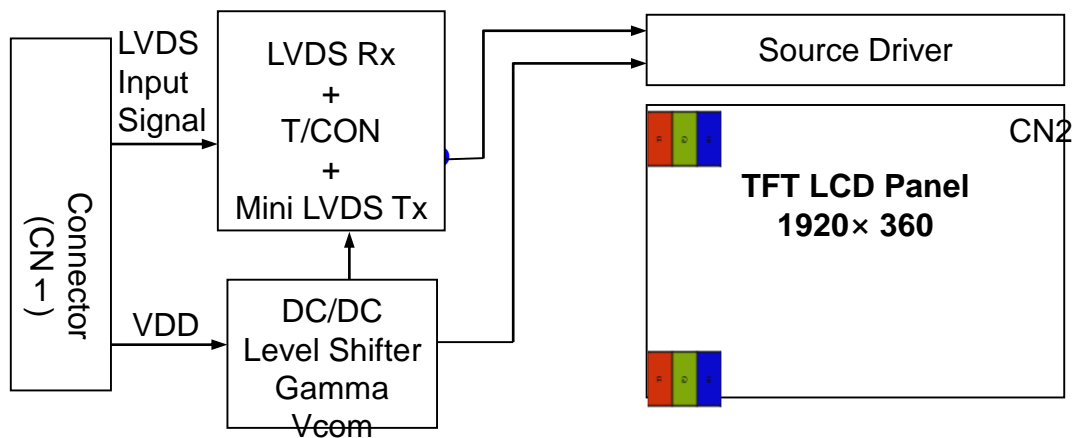 LVDS
Input
Signal
LVDS Rx
+
T/CON
+
Mini LVDS Tx
Source Driver
CN2
TFT LCD Panel
1920× 360
Connector
(CN1)
VDD
DC/DC
Level Shifter
Gamma
Vcom